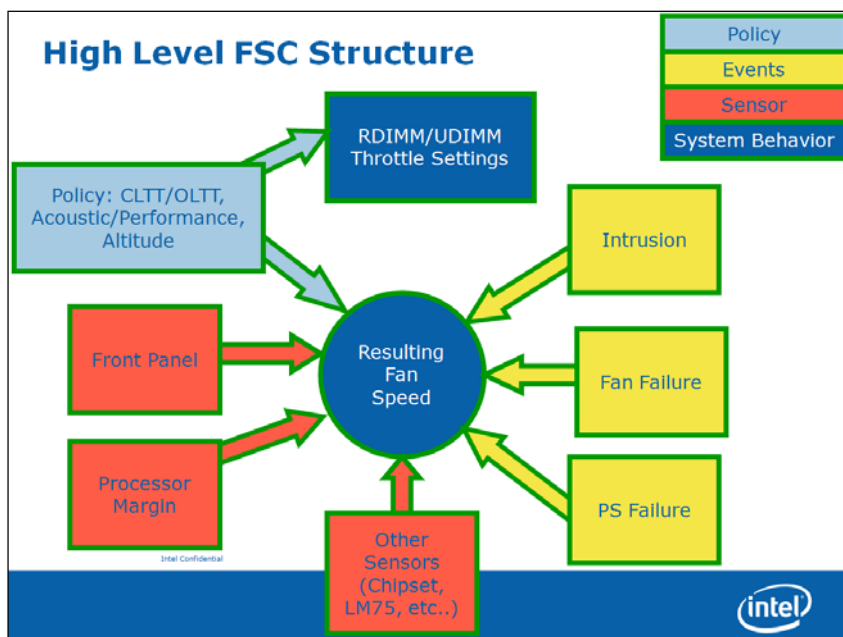 High Level FSC Structure
Policy
Events
Sensor
System Behavior
RDIMM/UDIMM
Throttle Settings
Policy: CLTT/OLTT,
Acoustic/Performance,
Altitude
Intrusion
Front Panel
Resulting
Fan
Speed
Fan Failure
Processor
Margin
PS Failure
Other
Sensors
(Chipset,
LM75, etc..)
Intel Confidential
intel